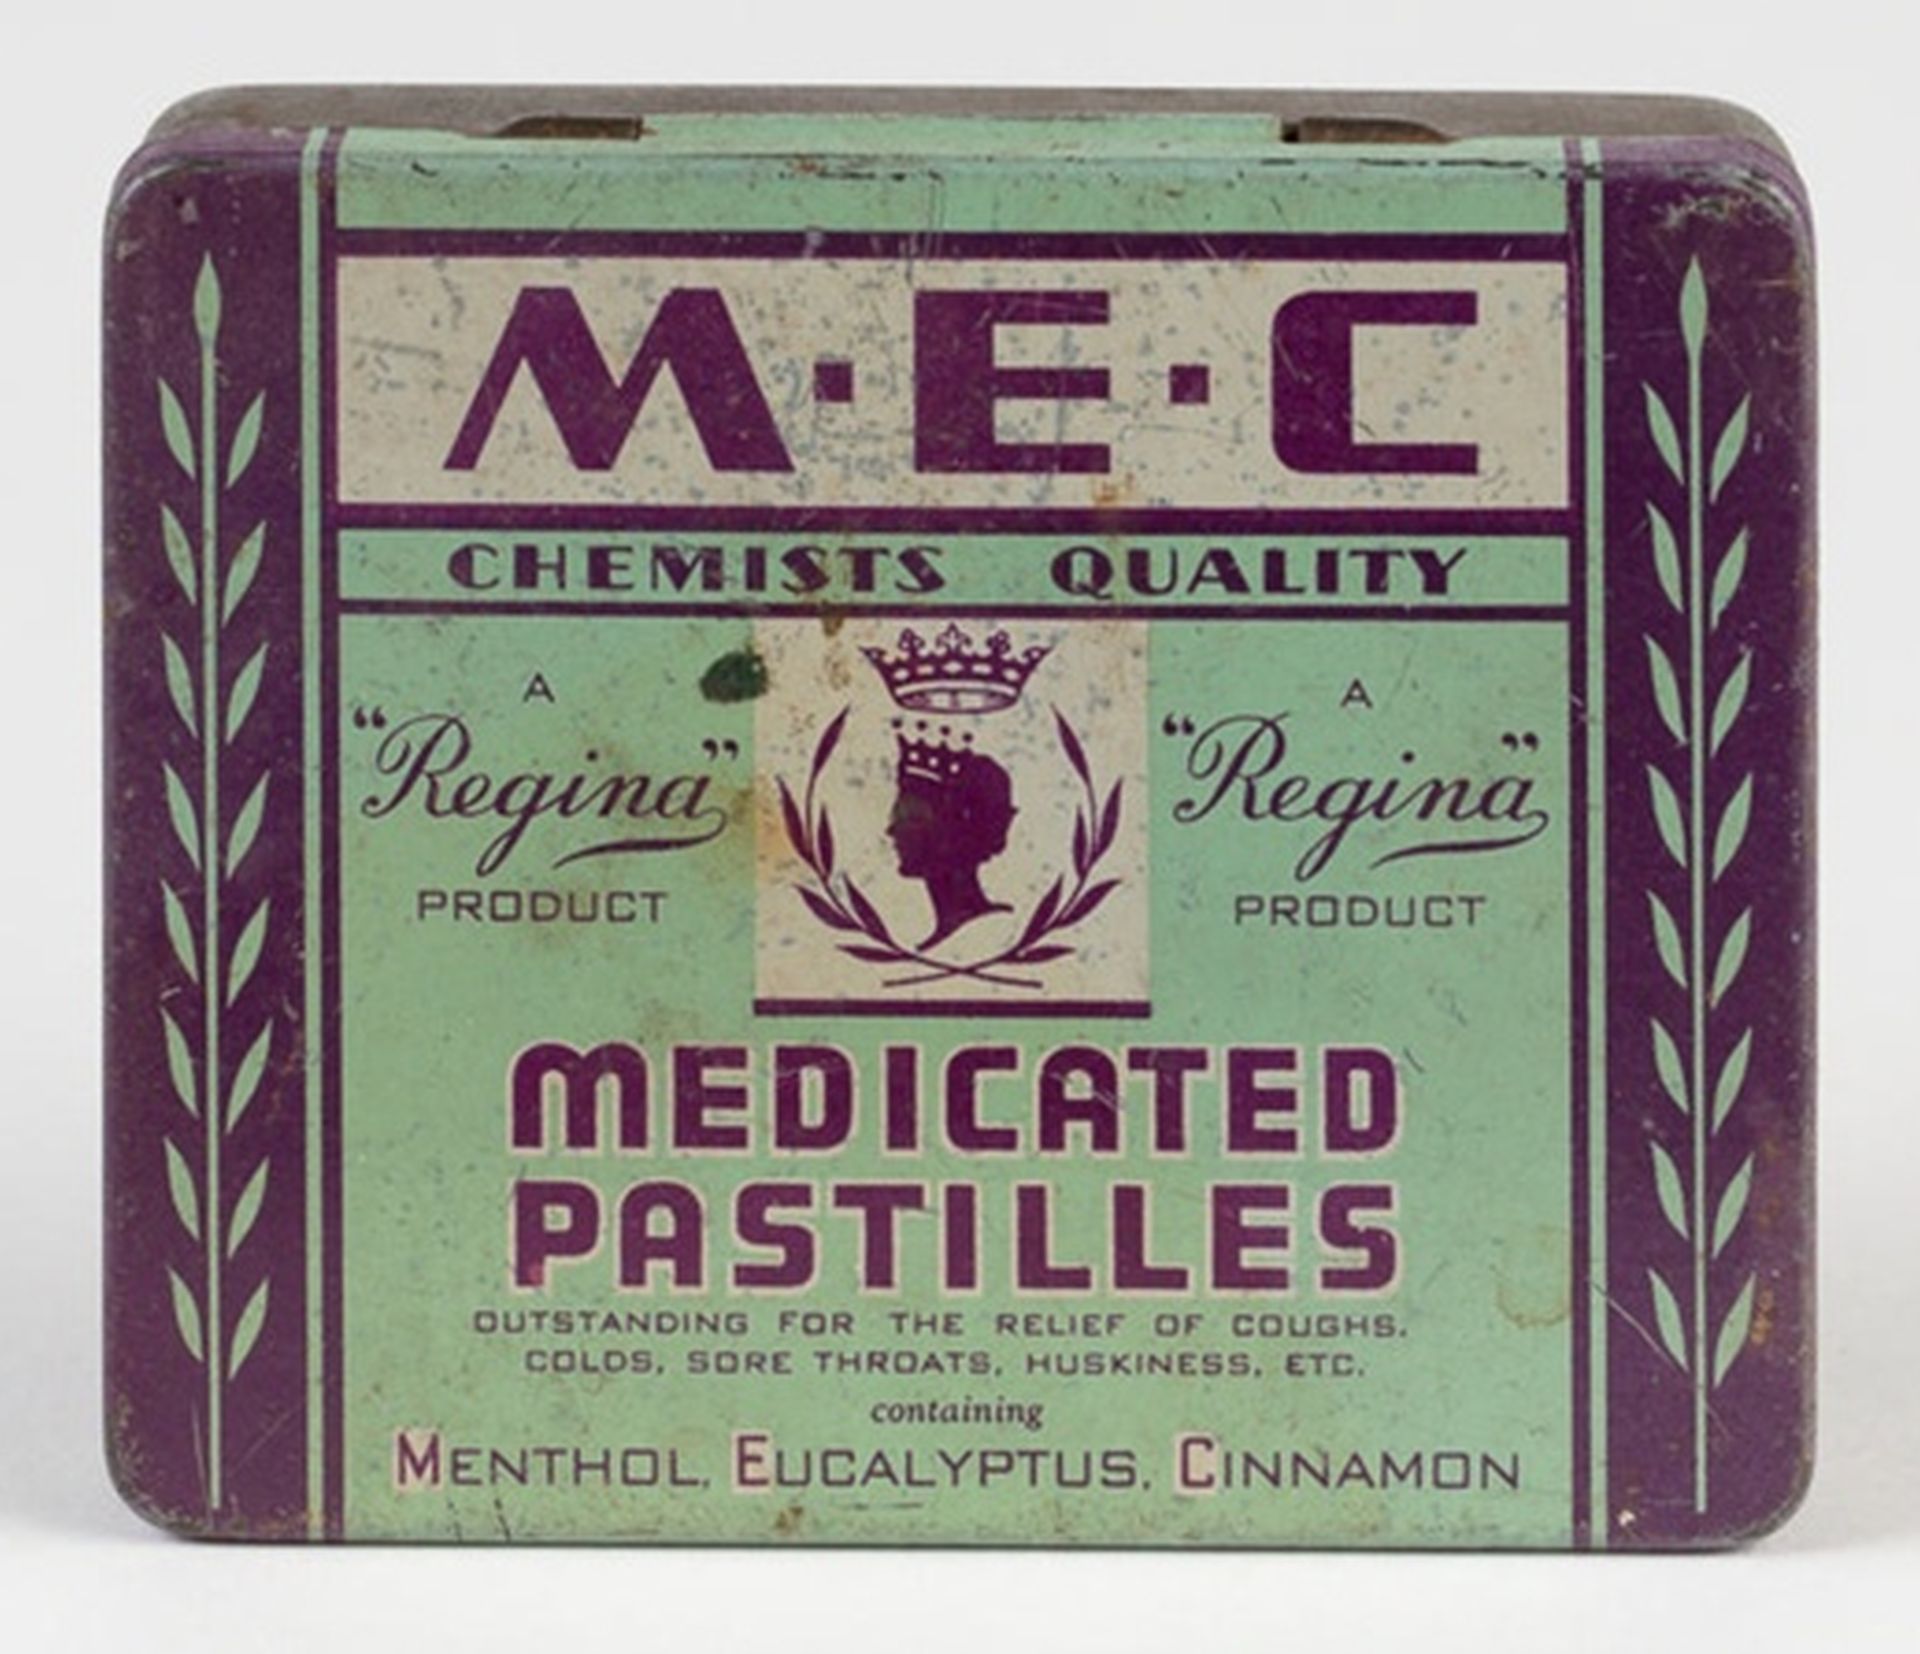 M·E·C
CHEMISTS QUALITY
A
"Regina"
PRODUCT
A
"Regina"
PRODUCT
MEDICATED
PASTILLES
OUTSTANDING FOR THE RELIEF OF COUGHS.
COLDS, SORE THROATS, HUSKINESS, ETC.
containing
MENTHOL, EUCALYPTUS, CINNAMON